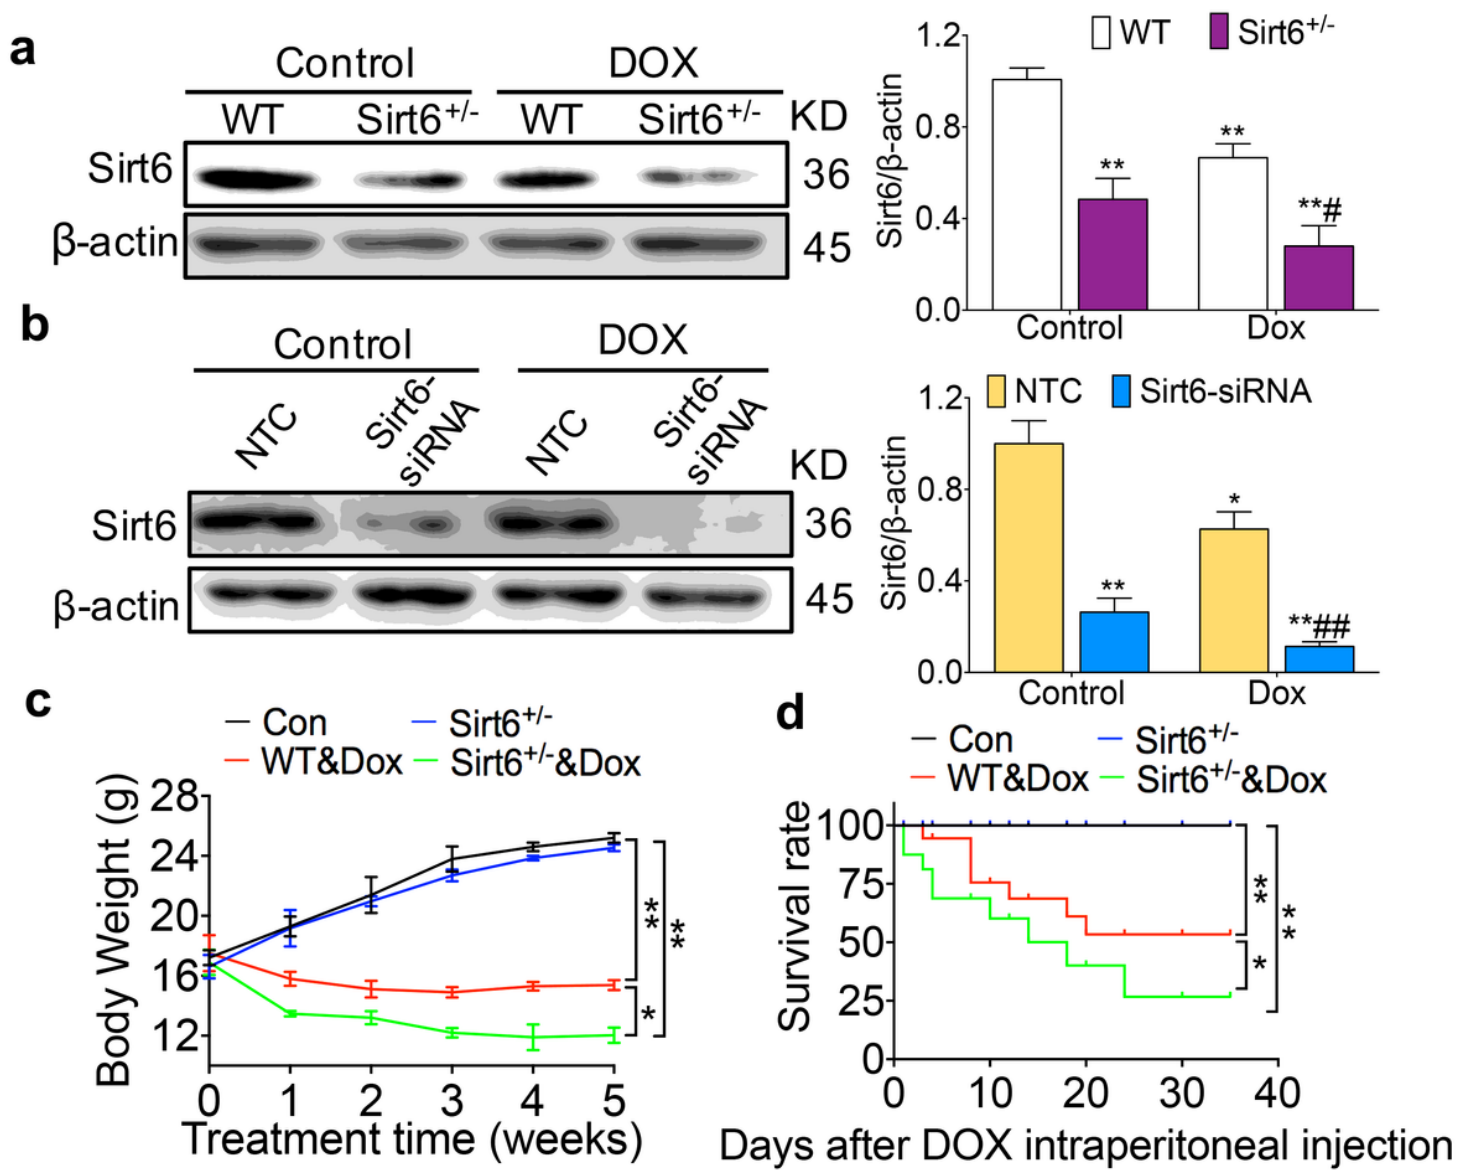 a
Control DOX
WT Sirt6+/- WT Sirt6+/- KD
Sirt6 36
β-actin 45
WT Sirt6+/-
Sirt6/β-actin
1.2
0.8
0.4
0.0
**
**
**#
Control Dox
b
Control DOX
NTC Sirt6-siRNA NTC Sirt6-siRNA KD
Sirt6 36
β-actin 45
NTC Sirt6-siRNA
Sirt6/β-actin
1.2
0.8
0.4
0.0
**
*
**##
Control Dox
c
Con Sirt6+/-
WT&Dox Sirt6+/-&Dox
Body Weight (g)
28
24
20
16
12
**
**
*
0 1 2 3 4 5
Treatment time (weeks)
d
Con Sirt6+/-
WT&Dox Sirt6+/-&Dox
Survival rate
100
75
50
25
0
**
**
*
0 10 20 30 40
Days after DOX intraperitoneal injection